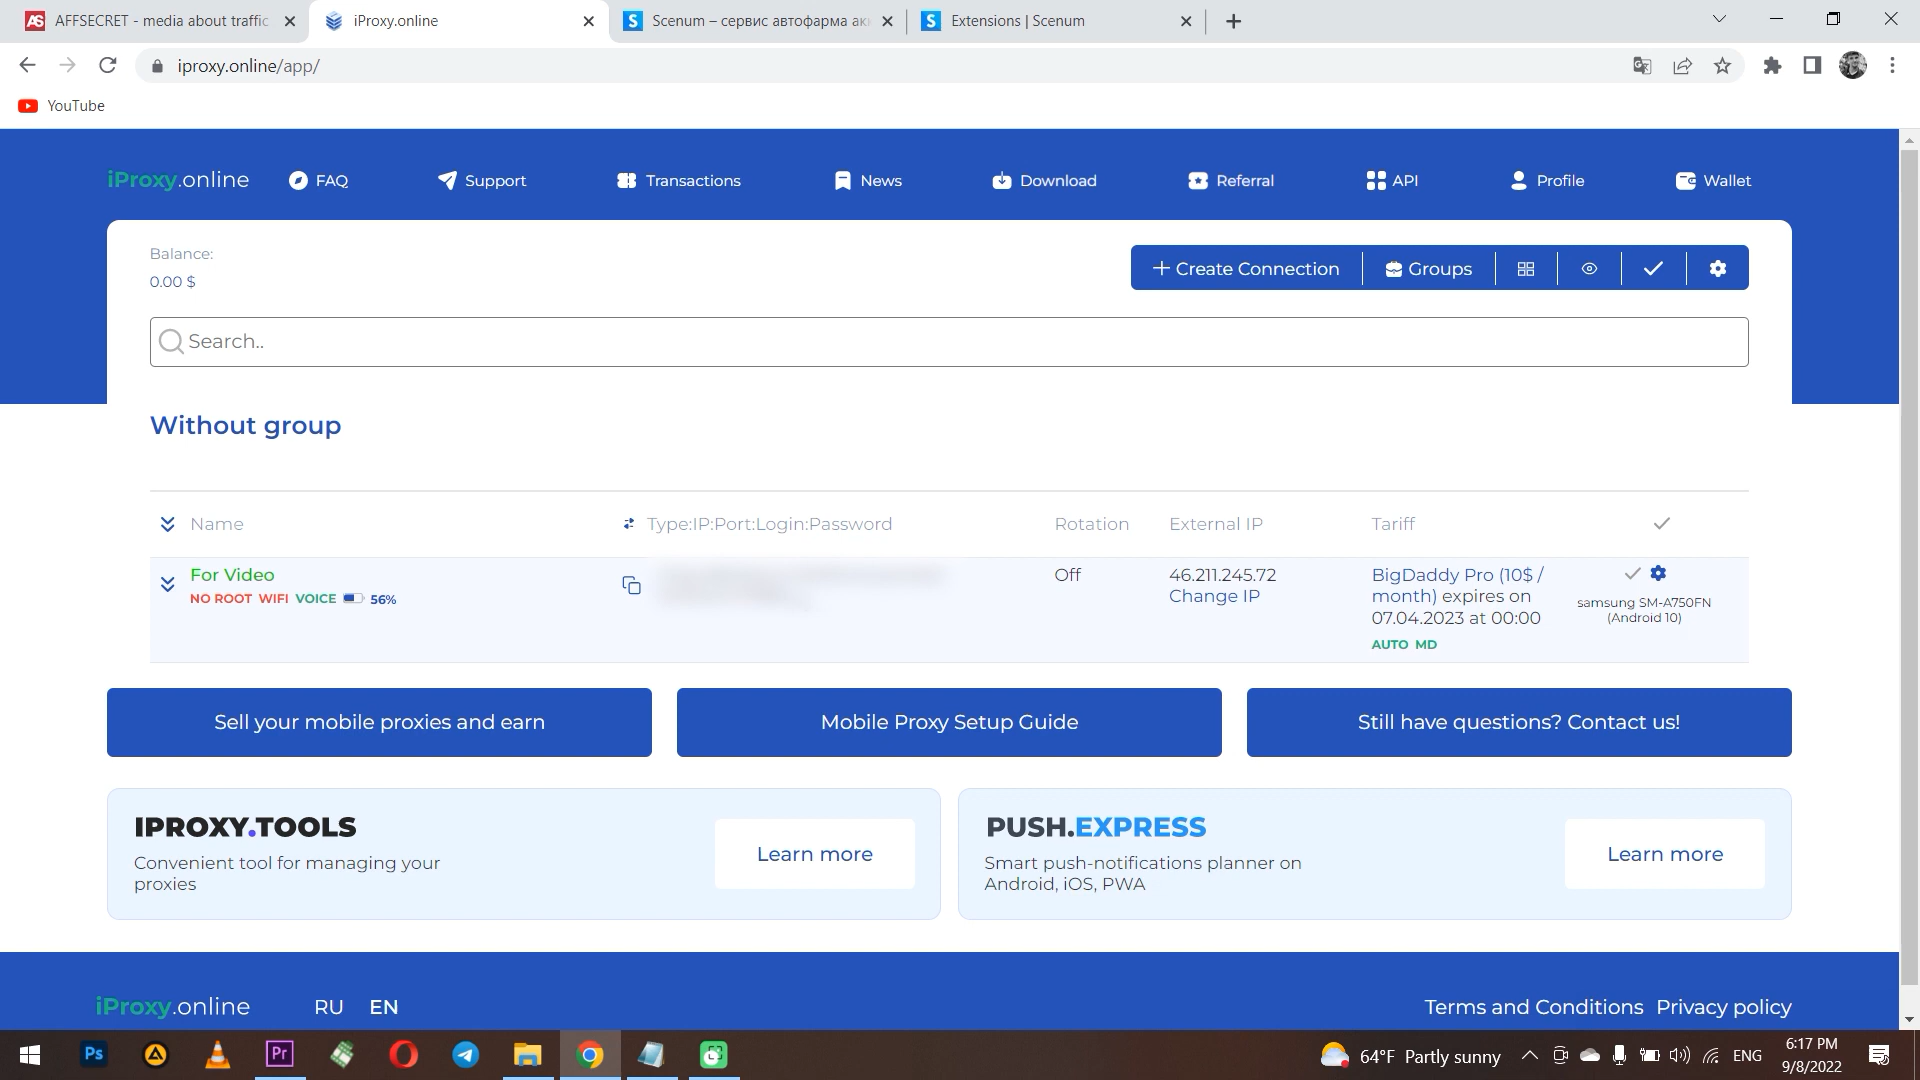 AFFSECRET - media about traffic
iProxy.online
Scenum – сервис автофарма акк
Extensions | Scenum
iproxy.online/app/
YouTube
iProxy.online
FAQ
Support
Transactions
News
Download
Referral
API
Profile
Wallet
Balance:
0.00 $
Create Connection
Groups
Search..
Without group
Name
Type:IP:Port:Login:Password
Rotation
External IP
Tariff
For Video
NO ROOT WIFI VOICE 56%
Off
46.211.245.72
Change IP
BigDaddy Pro (10$ /
month) expires on
07.04.2023 at 00:00
AUTO MD
samsung SM-A750FN
(Android 10)
Sell your mobile proxies and earn
Mobile Proxy Setup Guide
Still have questions? Contact us!
IPROXY.TOOLS
Convenient tool for managing your
proxies
Learn more
PUSH.EXPRESS
Smart push-notifications planner on
Android, iOS, PWA
Learn more
iProxy.online
RU EN
Terms and Conditions
Privacy policy
Ps
Pr
64°F Partly sunny
ENG
6:17 PM
9/8/2022